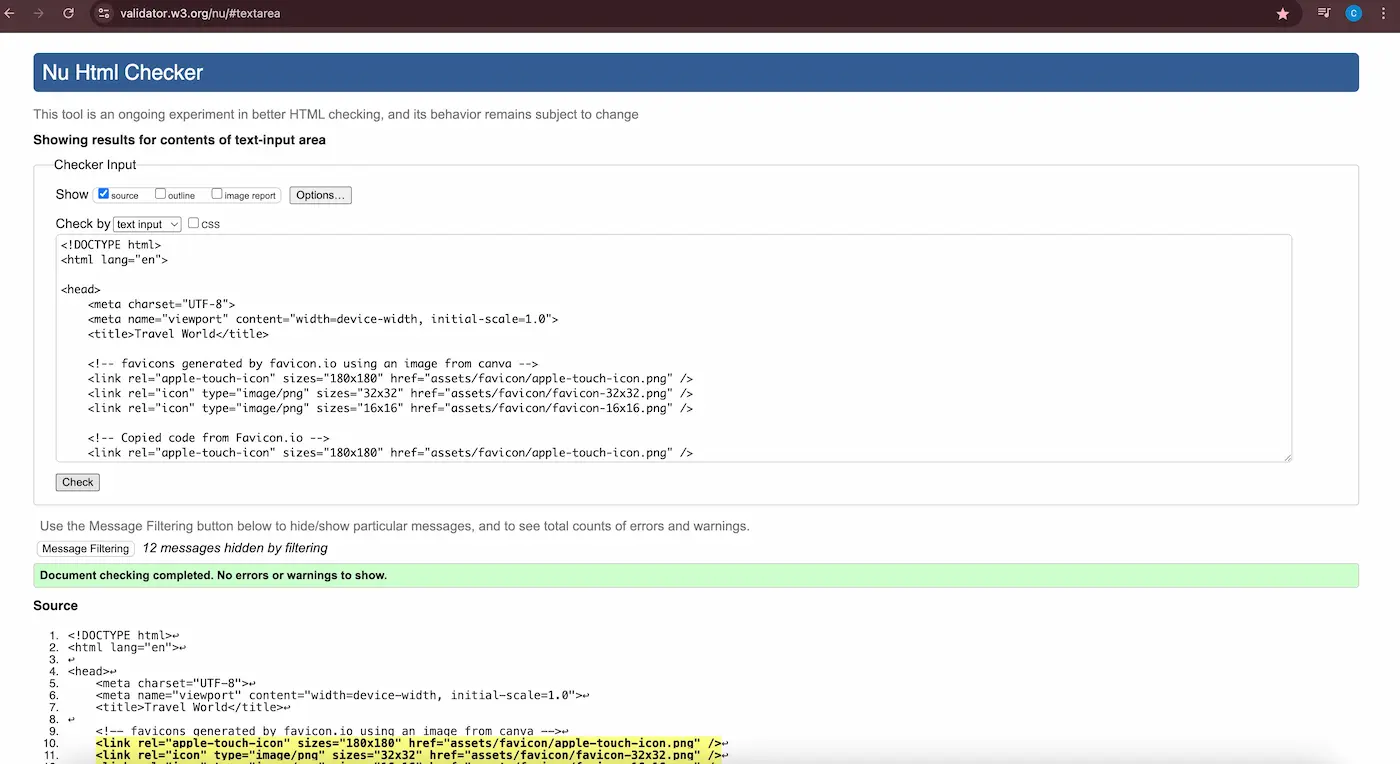 validator.w3.org/nu/#textarea
C
Nu Html Checker
This tool is an ongoing experiment in better HTML checking, and its behavior remains subject to change
Showing results for contents of text-input area
Checker Input
Show source outline image report Options...
Check by text input css
<!DOCTYPE html>
<html lang="en">
<head>
<meta charset="UTF-8">
<meta name="viewport" content="width=device-width, initial-scale=1.0">
<title>Travel World</title>
<!-- favicons generated by favicon.io using an image from canva -->
<link rel="apple-touch-icon" sizes="180x180" href="assets/favicon/apple-touch-icon.png" />
<link rel="icon" type="image/png" sizes="32x32" href="assets/favicon/favicon-32x32.png" />
<link rel="icon" type="image/png" sizes="16x16" href="assets/favicon/favicon-16x16.png" />
<!-- Copied code from Favicon.io -->
<link rel="apple-touch-icon" sizes="180x180" href="assets/favicon/apple-touch-icon.png" />
Check
Use the Message Filtering button below to hide/show particular messages, and to see total counts of errors and warnings.
Message Filtering 12 messages hidden by filtering
Document checking completed. No errors or warnings to show.
Source
1. <!DOCTYPE html>↩
2. <html lang="en">↩
3. ↩
4. <head>↩
5. <meta charset="UTF-8">↩
6. <meta name="viewport" content="width=device-width, initial-scale=1.0">↩
7. <title>Travel World</title>↩
8. ↩
9. <!-- favicons generated by favicon.io using an image from canva -->↩
10. <link rel="apple-touch-icon" sizes="180x180" href="assets/favicon/apple-touch-icon.png" />↩
11. <link rel="icon" type="image/png" sizes="32x32" href="assets/favicon/favicon-32x32.png" />↩